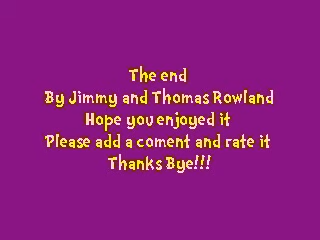 The end
By Jimmy and Thomas Rowland
Hope you enjoyed it
Please add a coment and rate it
Thanks Bye!!!